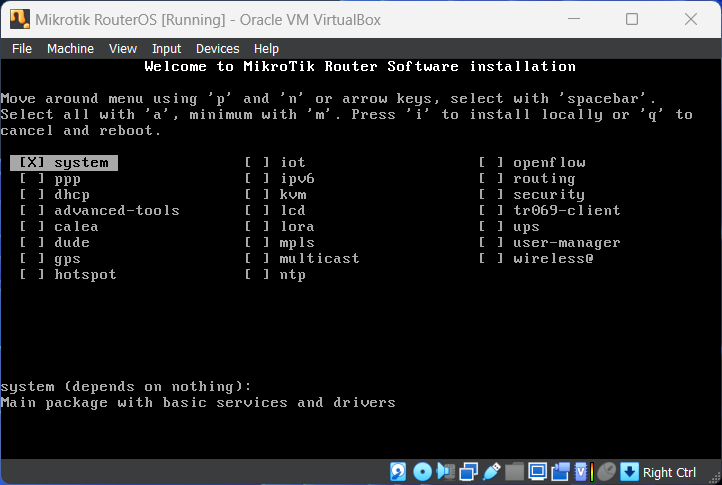 Mikrotik RouterOS [Running] - Oracle VM VirtualBox
File Machine View Input Devices Help
Welcome to MikroTik Router Software installation
Move around menu using 'p' and 'n' or arrow keys, select with 'spacebar'.
Select all with 'a', minimum with 'm'. Press 'i' to install locally or 'q' to
cancel and reboot.
[X] system [ ] iot [ ] openflow
[ ] ppp [ ] ipv6 [ ] routing
[ ] dhcp [ ] kvm [ ] security
[ ] advanced-tools [ ] lcd [ ] tr069-client
[ ] calea [ ] lora [ ] ups
[ ] dude [ ] mpls [ ] user-manager
[ ] gps [ ] multicast [ ] wireless@
[ ] hotspot [ ] ntp
system (depends on nothing):
Main package with basic services and drivers
Right Ctrl